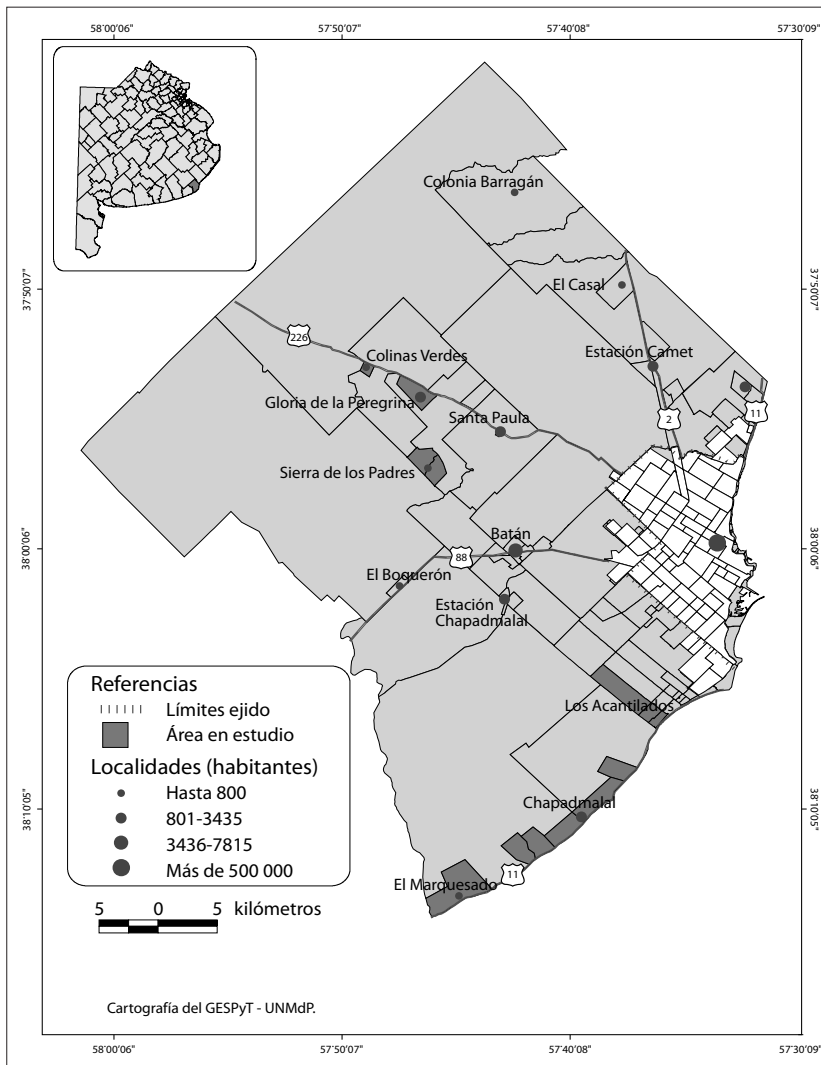 58°00'06"
57°50'07"
57°40'08"
57°30'09"
Colonia Barragán
37°50'07"
El Casal
37°50'07"
226
Colinas Verdes
Estación Camet
Gloria de la Peregrina
2
11
Santa Paula
Sierra de los Padres
38°00'06"
Batán
38°00'06"
88
El Boquerón
Estación
Chapadmalal
Referencias
Límites ejido
Área en estudio
Localidades (habitantes)
Hasta 800
801-3435
3436-7815
Más de 500 000
Los Acantilados
38°10'05"
Chapadmalal
38°10'05"
El Marquesado
11
5 0 5 kilómetros
Cartografía del GESPyT - UNMdP.
58°00'06"
57°50'07"
57°40'08"
57°30'09"